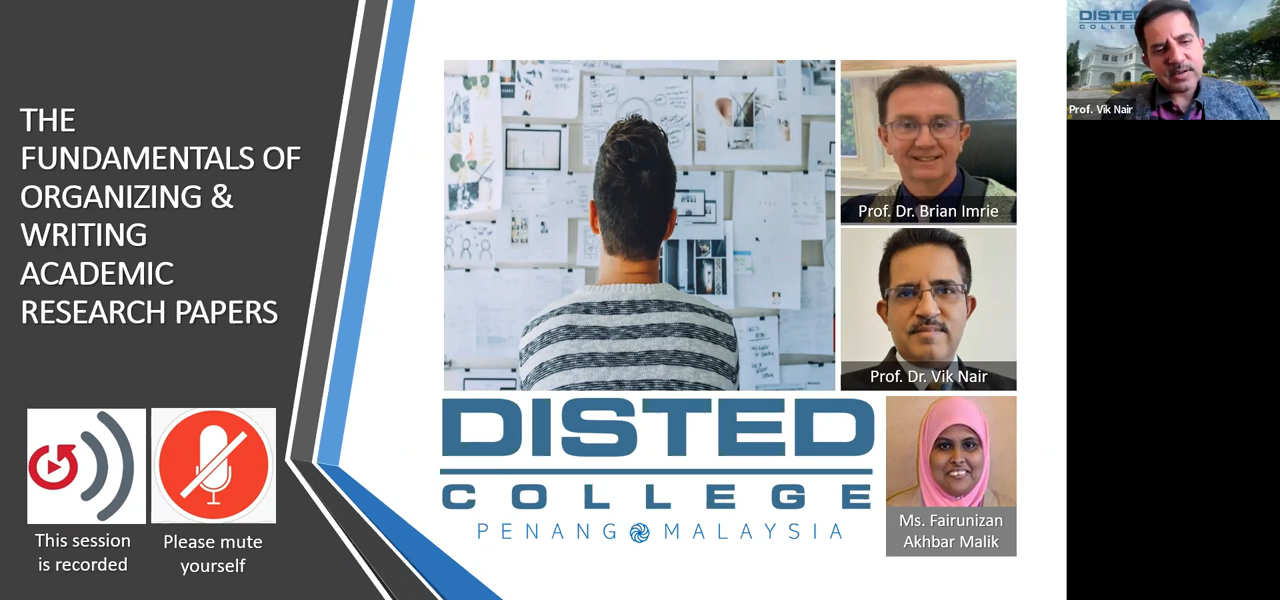 THE
FUNDAMENTALS OF
ORGANIZING &
WRITING
ACADEMIC
RESEARCH PAPERS
This session
is recorded
Please mute
yourself
Prof. Dr. Brian Imrie
Prof. Dr. Vik Nair
DISTED
COLLEGE
PENANG MALAYSIA
Ms. Fairunizan
Akhbar Malik
DISTED
COLLEGE
Prof. Vik Nair